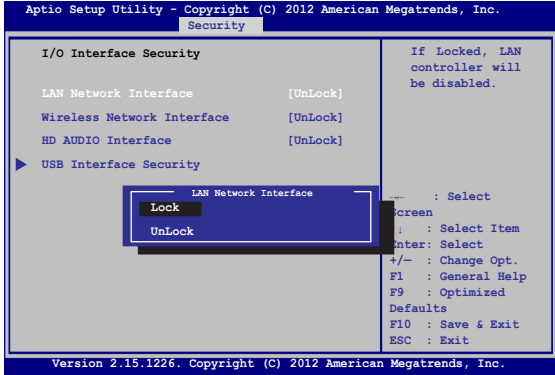 Aptio Setup Utility - Copyright (C) 2012 American Megatrends, Inc.
Security
I/O Interface Security
LAN Network Interface [UnLock]
Wireless Network Interface [UnLock]
HD AUDIO Interface [UnLock]
USB Interface Security
If Locked, LAN
controller will
be disabled.
LAN Network Interface
Lock
UnLock
→← : Select
Screen
↓ : Select Item
Enter: Select
+/— : Change Opt.
F1 : General Help
F9 : Optimized
Defaults
F10 : Save & Exit
ESC : Exit
Version 2.15.1226. Copyright (C) 2012 American Megatrends, Inc.